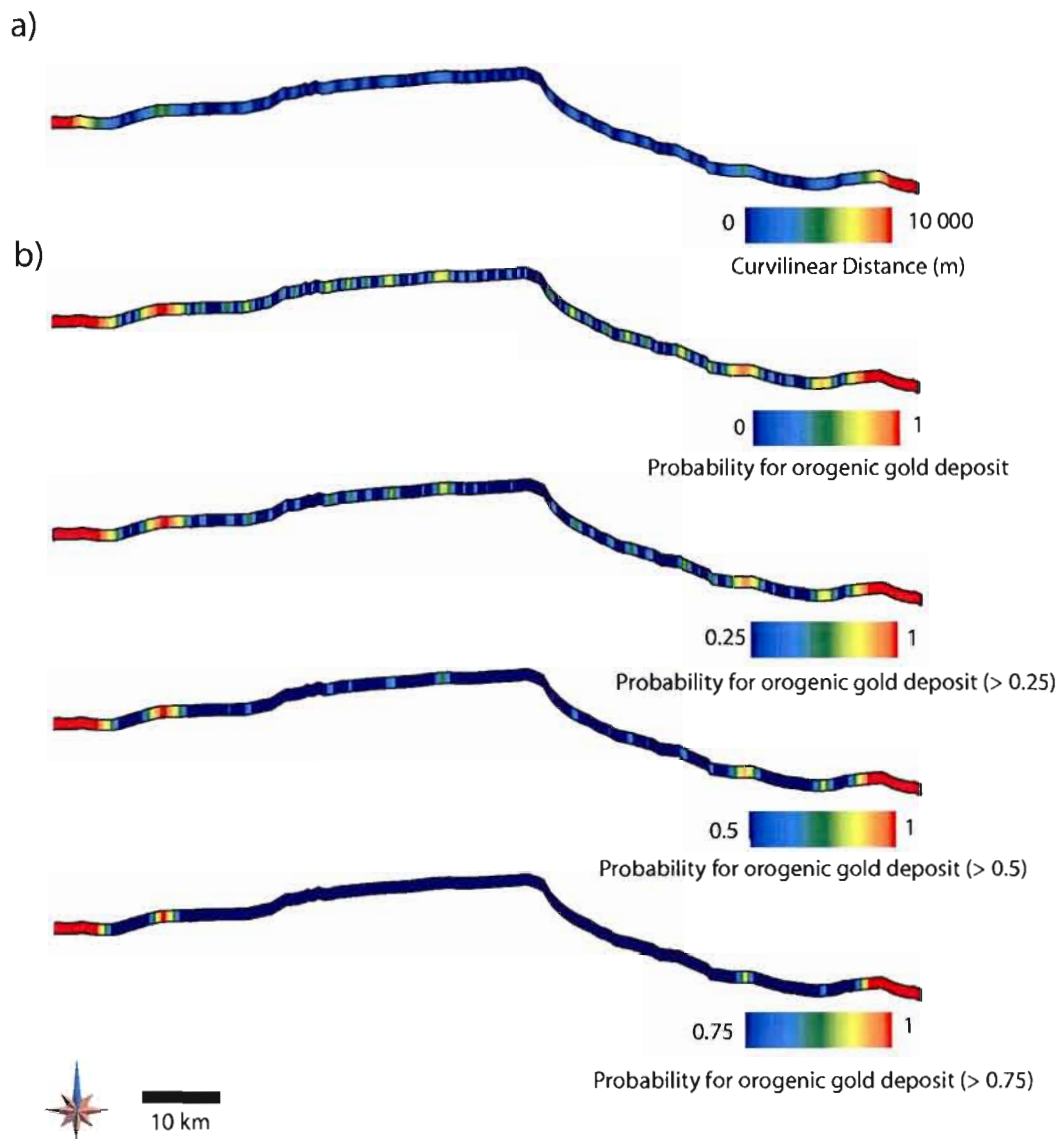 a)
0 10 000
Curvilinear Distance (m)
b)
0 1
Probability for orogenic gold deposit
0.25 1
Probability for orogenic gold deposit (> 0.25)
0.5 1
Probability for orogenic gold deposit (> 0.5)
0.75 1
Probability for orogenic gold deposit (> 0.75)
10 km